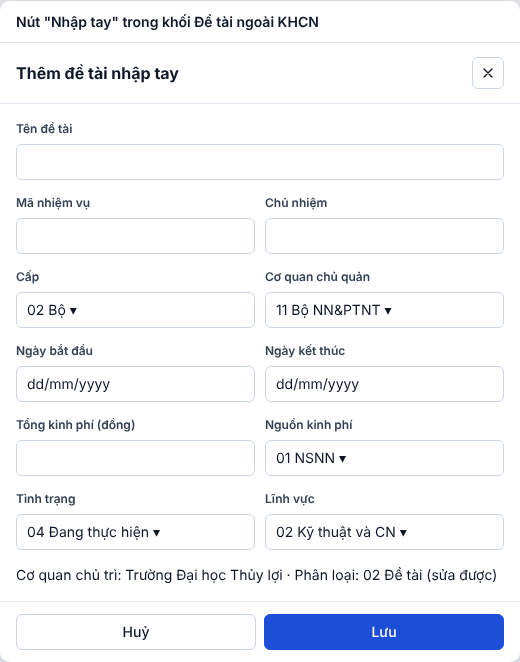 Nút "Nhập tay" trong khối Đề tài ngoài KHCN
Thêm đề tài nhập tay
Tên đề tài
Mã nhiệm vụ
Chủ nhiệm
Cấp
Cơ quan chủ quản
02 Bộ ▾
11 Bộ NN&PTNT ▾
Ngày bắt đầu
Ngày kết thúc
dd/mm/yyyy
dd/mm/yyyy
Tổng kinh phí (đồng)
Nguồn kinh phí
01 NSNN ▾
Tình trạng
Lĩnh vực
04 Đang thực hiện ▾
02 Kỹ thuật và CN ▾
Cơ quan chủ trì: Trường Đại học Thủy lợi · Phân loại: 02 Đề tài (sửa được)
Huỷ
Lưu